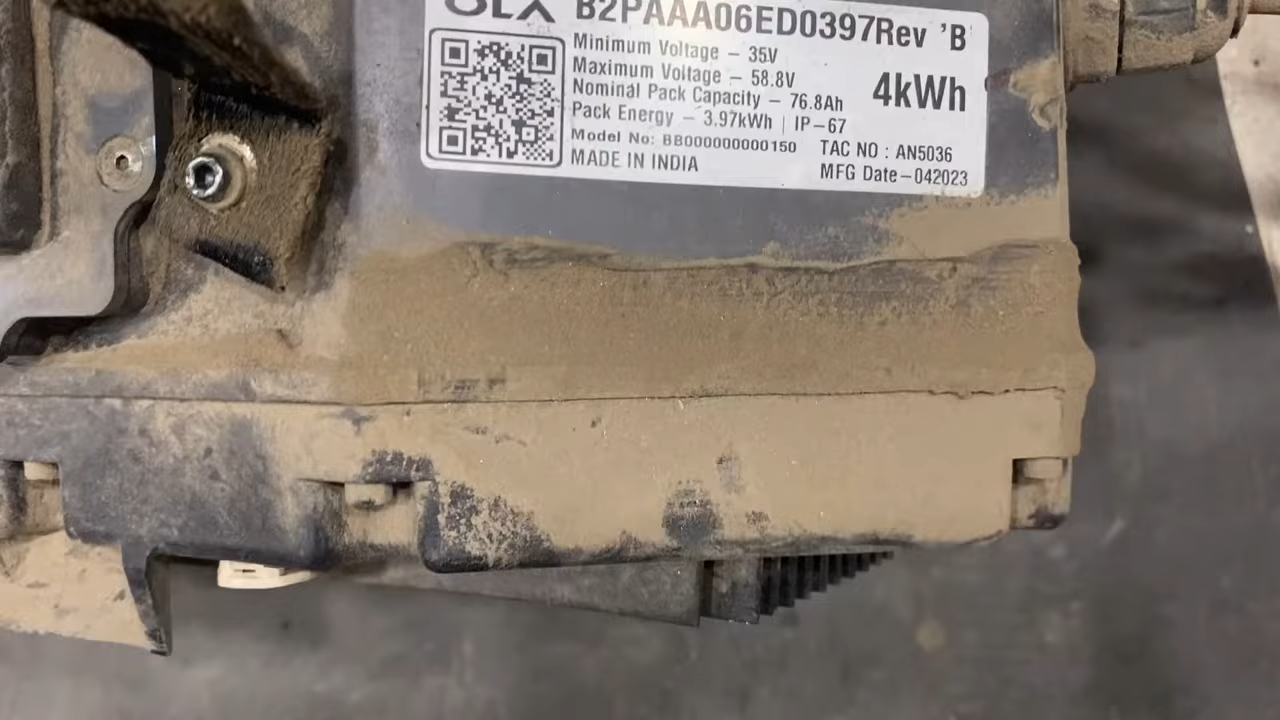 B2PAAA06ED0397Rev 'B'
Minimum Voltage – 35V
Maximum Voltage – 58.8V
Nominal Pack Capacity – 76.8Ah
4kWh
Pack Energy – 3.97kWh | IP-67
Model No: BB000000000150
TAC NO : AN5036
MADE IN INDIA
MFG Date-042023